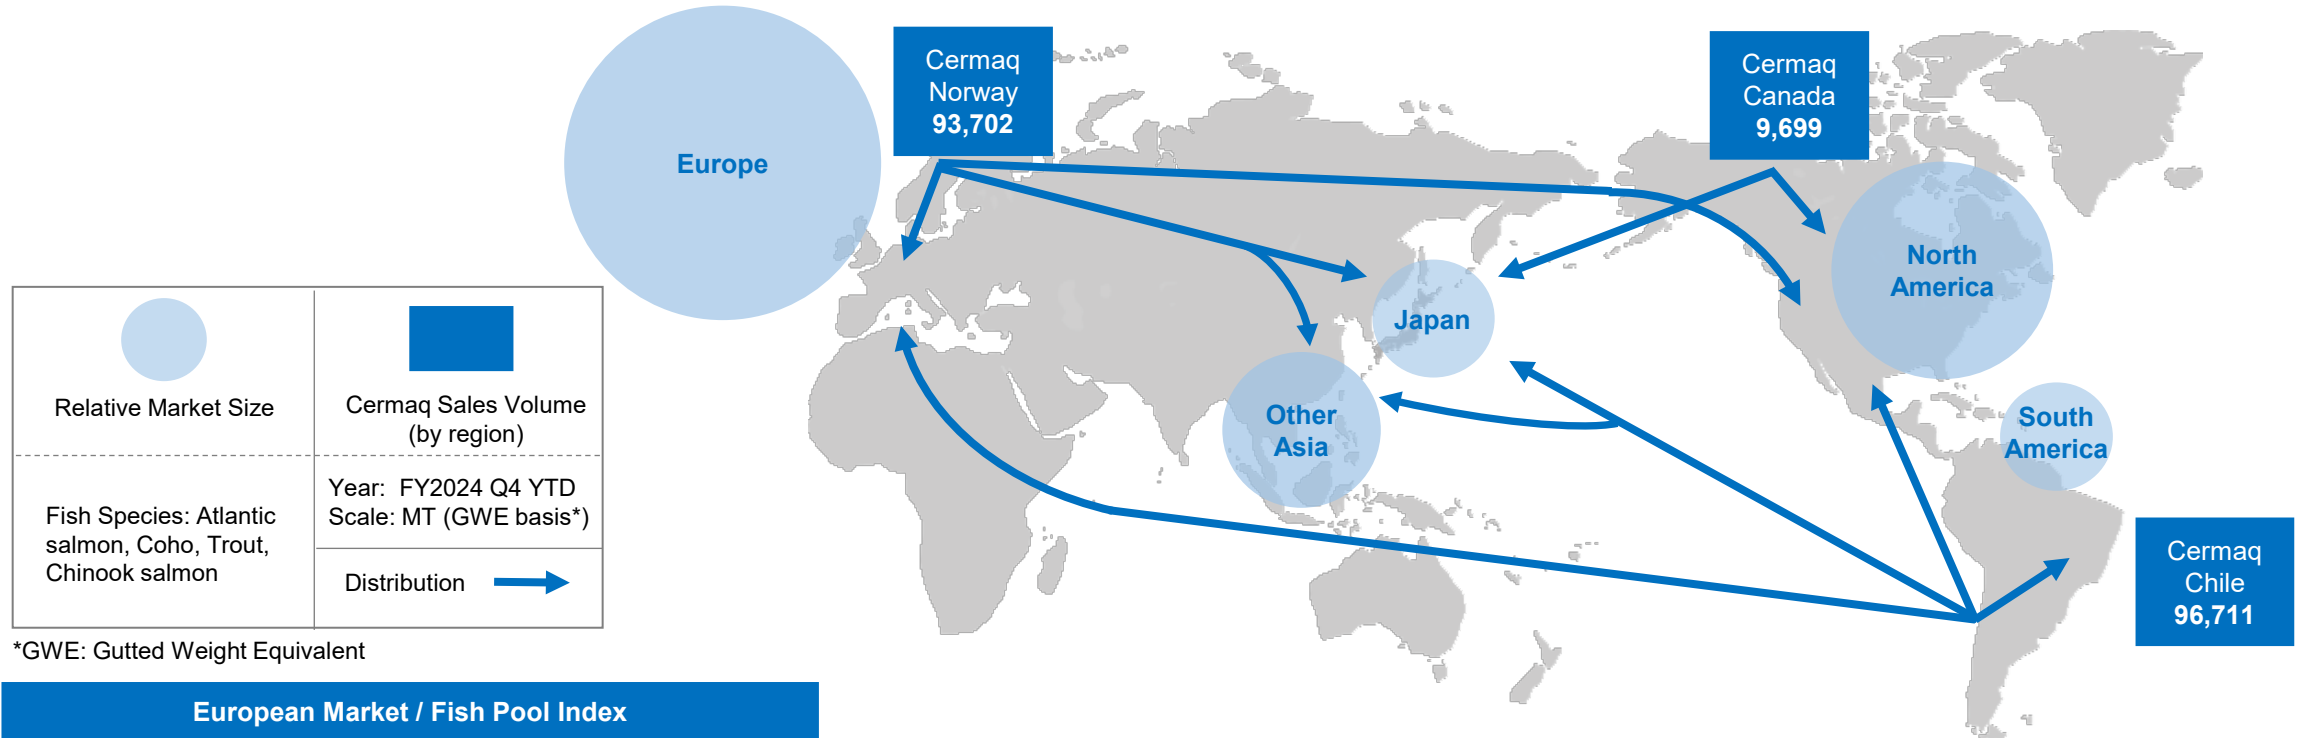 Cermaq
Norway
93,702
Cermaq
Canada
9,699
Europe
North
America
Japan
Other
Asia
South
America
Cermaq
Chile
96,711
Relative Market Size
Cermaq Sales Volume
(by region)
Fish Species: Atlantic
salmon, Coho, Trout,
Chinook salmon
Year: FY2024 Q4 YTD
Scale: MT (GWE basis*)
Distribution
*GWE: Gutted Weight Equivalent
European Market / Fish Pool Index